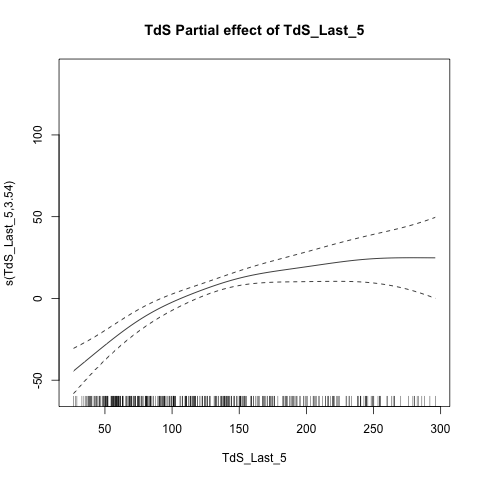 TdS Partial effect of TdS_Last_5
s(TdS_Last_5,3.54)
100
50
0
-50
50 100 150 200 250 300
TdS_Last_5